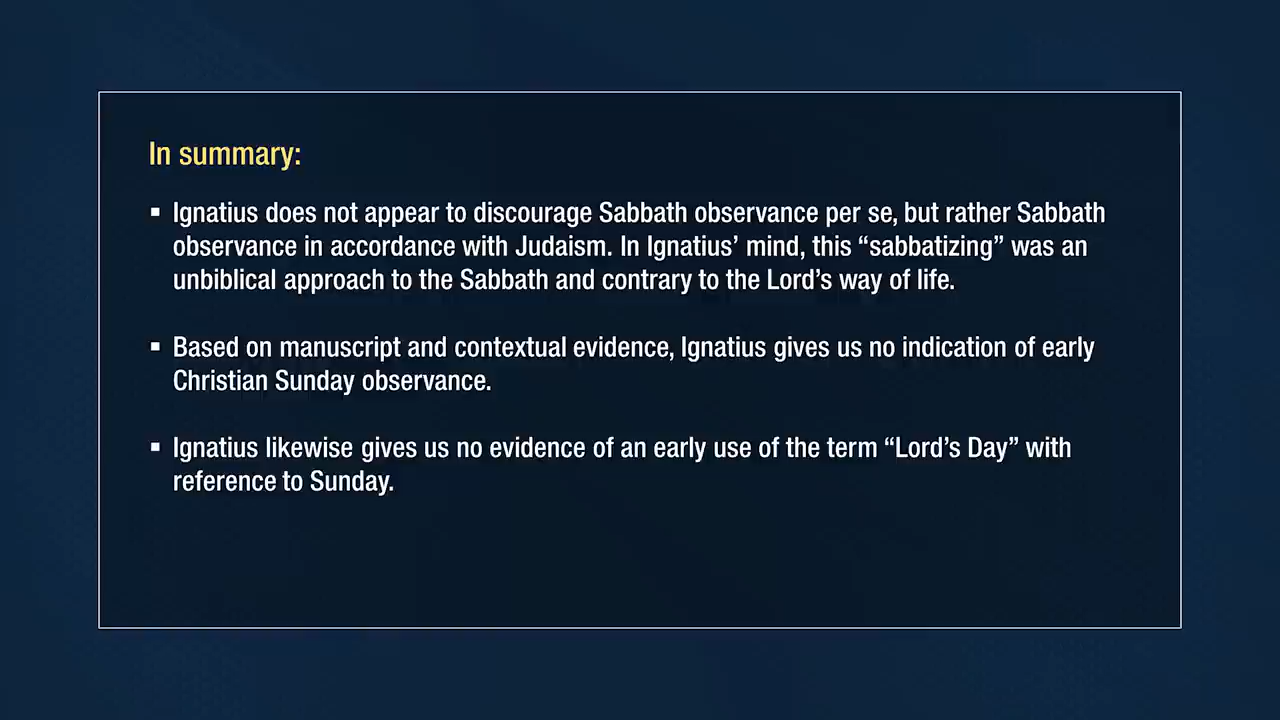 In summary:
▪ Ignatius does not appear to discourage Sabbath observance per se, but rather Sabbath
observance in accordance with Judaism. In Ignatius’ mind, this “sabbatizing” was an
unbiblical approach to the Sabbath and contrary to the Lord’s way of life.
▪ Based on manuscript and contextual evidence, Ignatius gives us no indication of early
Christian Sunday observance.
▪ Ignatius likewise gives us no evidence of an early use of the term “Lord’s Day” with
reference to Sunday.